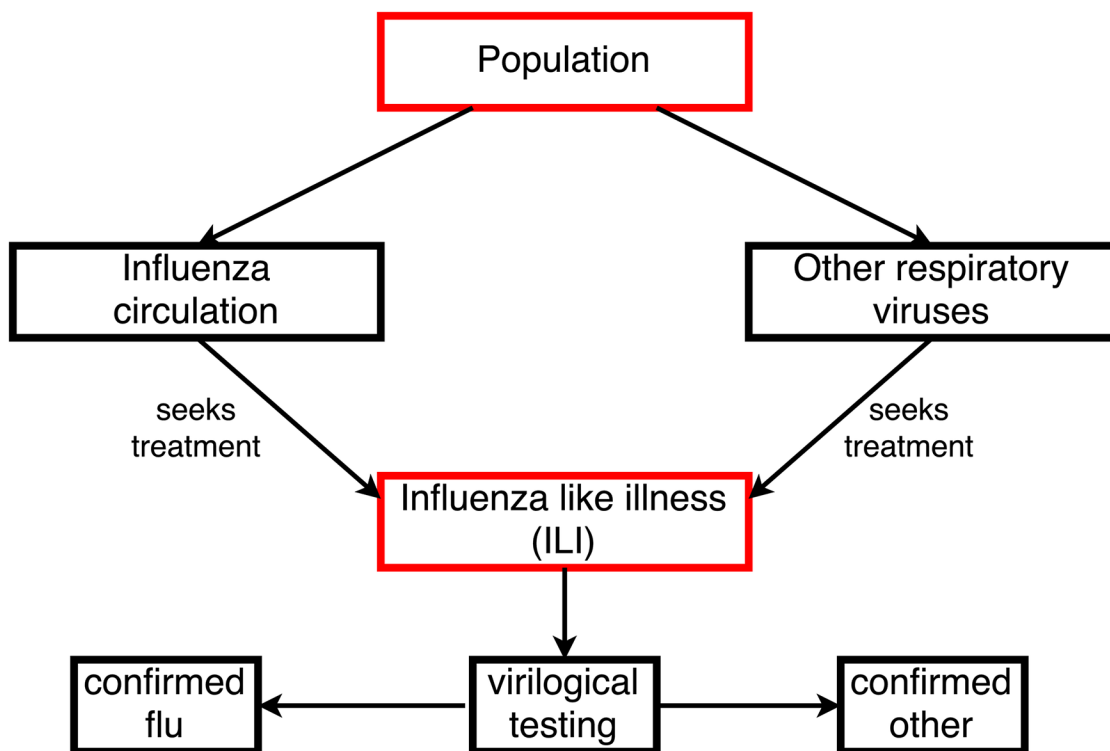 Population
Influenza
circulation
Other respiratory
viruses
seeks
treatment
seeks
treatment
Influenza like illness
(ILI)
confirmed
flu
virilogical
testing
confirmed
other